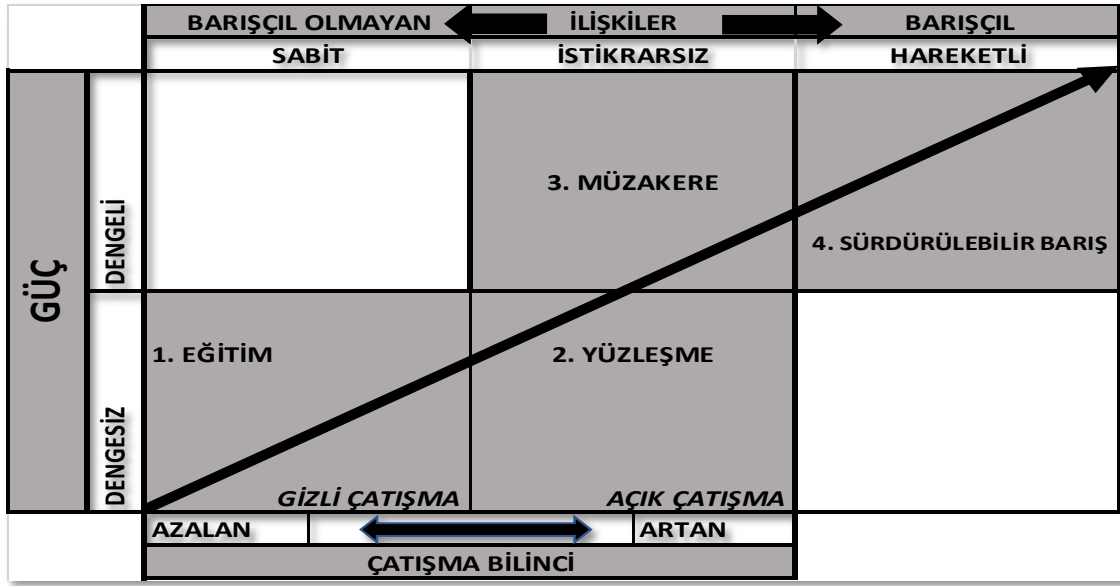 BARIŞÇIL OLMAYAN İLİŞKİLER BARIŞÇIL
SABİT İSTİKRARSIZ HAREKETLİ
GÜÇ
DENGELİ
3. MÜZAKERE
4. SÜRDÜRÜLEBİLİR BARIŞ
DENGESİZ
1. EĞİTİM 2. YÜZLEŞME
GİZLİ ÇATIŞMA AÇIK ÇATIŞMA
AZALAN ARTAN
ÇATIŞMA BİLİNCİ